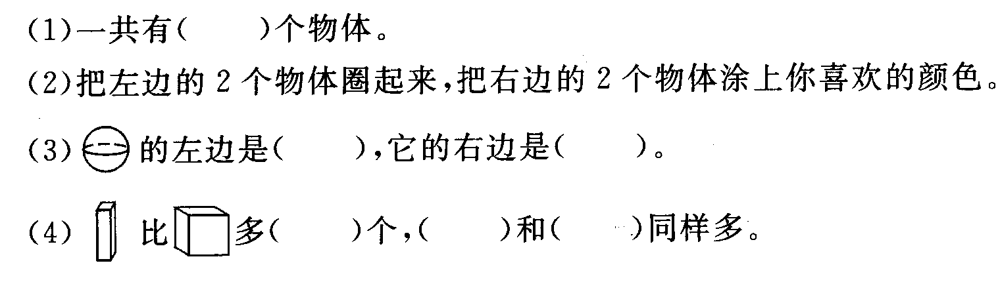 (1)一共有(　　)个物体。
(2)把左边的 2 个物体圈起来,把右边的 2 个物体涂上你喜欢的颜色。
(3) 的左边是(　　),它的右边是(　　)。
(4) 比 多(　　)个,(　　)和(　　)同样多。